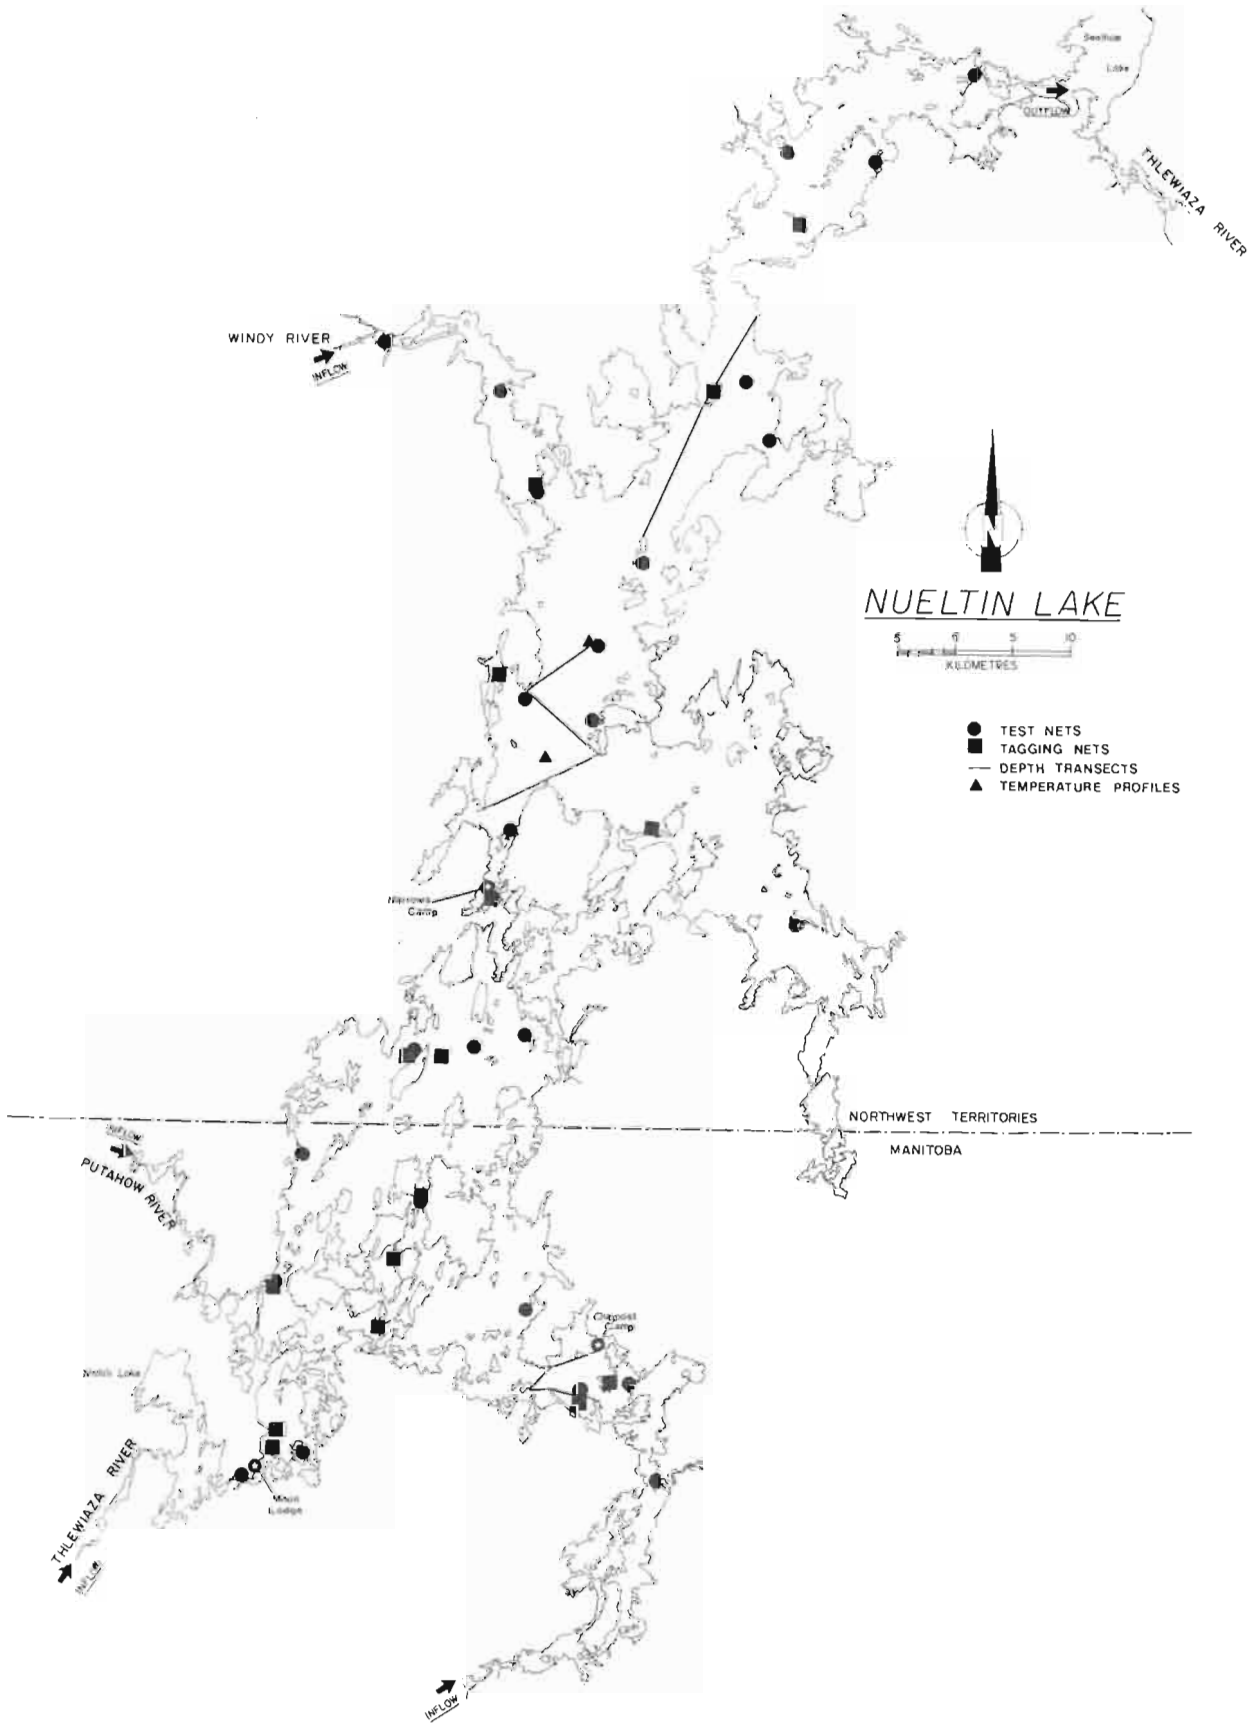 Lake
OUTFLOW
THLEWIAZA RIVER
WINDY RIVER
INFLOW
N
NUELTIN LAKE
5 0 5 10
KILOMETRES
TEST NETS
TAGGING NETS
DEPTH TRANSECTS
TEMPERATURE PROFILES
Narrows
Camp
NORTHWEST TERRITORIES
MANITOBA
INFLOW
PUTAHOW RIVER
Outpost
Camp
Lake
Main
Lodge
THLEWIAZA RIVER
INFLOW
INFLOW